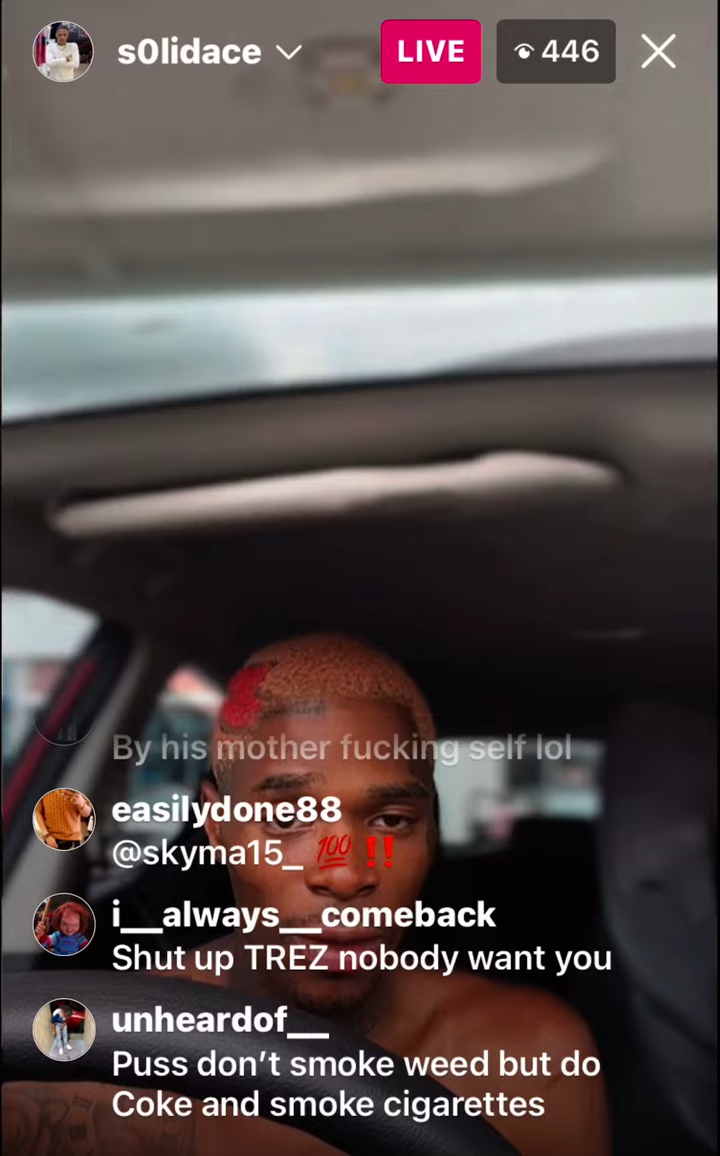 s0lidace
LIVE
446
By his mother fucking self lol
easilydone88
@skyma15_ 💯 ‼️
i__always__comeback
Shut up TREZ nobody want you
unheardof__
Puss don’t smoke weed but do
Coke and smoke cigarettes